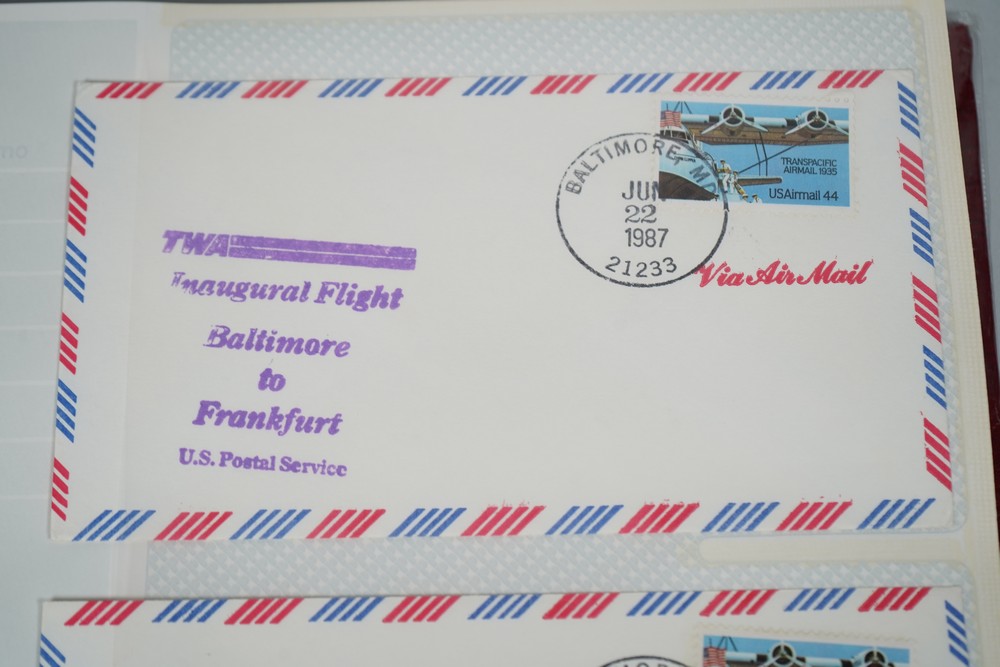 BALTIMORE, MD
JUN
22
1987
21233
TRANSPACIFIC
AIRMAIL 1935
USAirmail 44
Via Air Mail
TWA
Inaugural Flight
Baltimore
to
Frankfurt
U.S. Postal Service